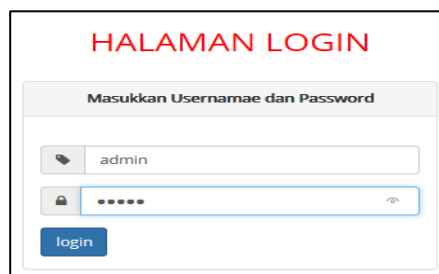 HALAMAN LOGIN
Masukkan Usernamae dan Password
admin
•••••
login